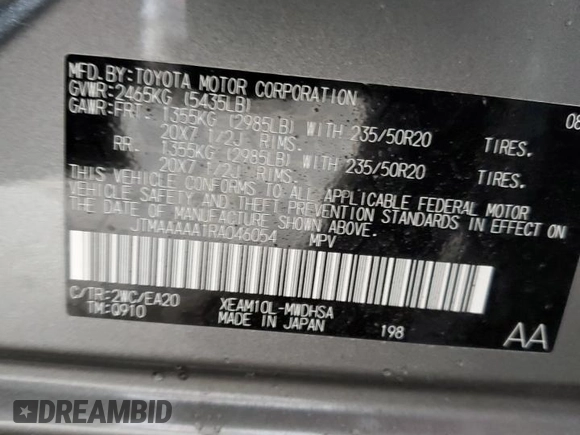 MFD.BY:TOYOTA MOTOR CORPORATION 08
GVWR:2465KG (5435LB)
GAWR:FRT. 1355KG (2985LB) WITH 235/50R20 TIRES.
20X7 1/2J RIMS.
RR. 1355KG (2985LB) WITH 235/50R20 TIRES.
20X7 1/2J RIMS.
THIS VEHICLE CONFORMS TO ALL APPLICABLE FEDERAL MOTOR
VEHICLE SAFETY AND THEFT PREVENTION STANDARDS IN EFFECT ON
THE DATE OF MANUFACTURE SHOWN ABOVE.
JTMAAAAA1RA046054 MPV
C/TR:2WC/EA20 XEAM10L-MWDHSA
TM:Q910 MADE IN JAPAN 198 AA
DREAMBID